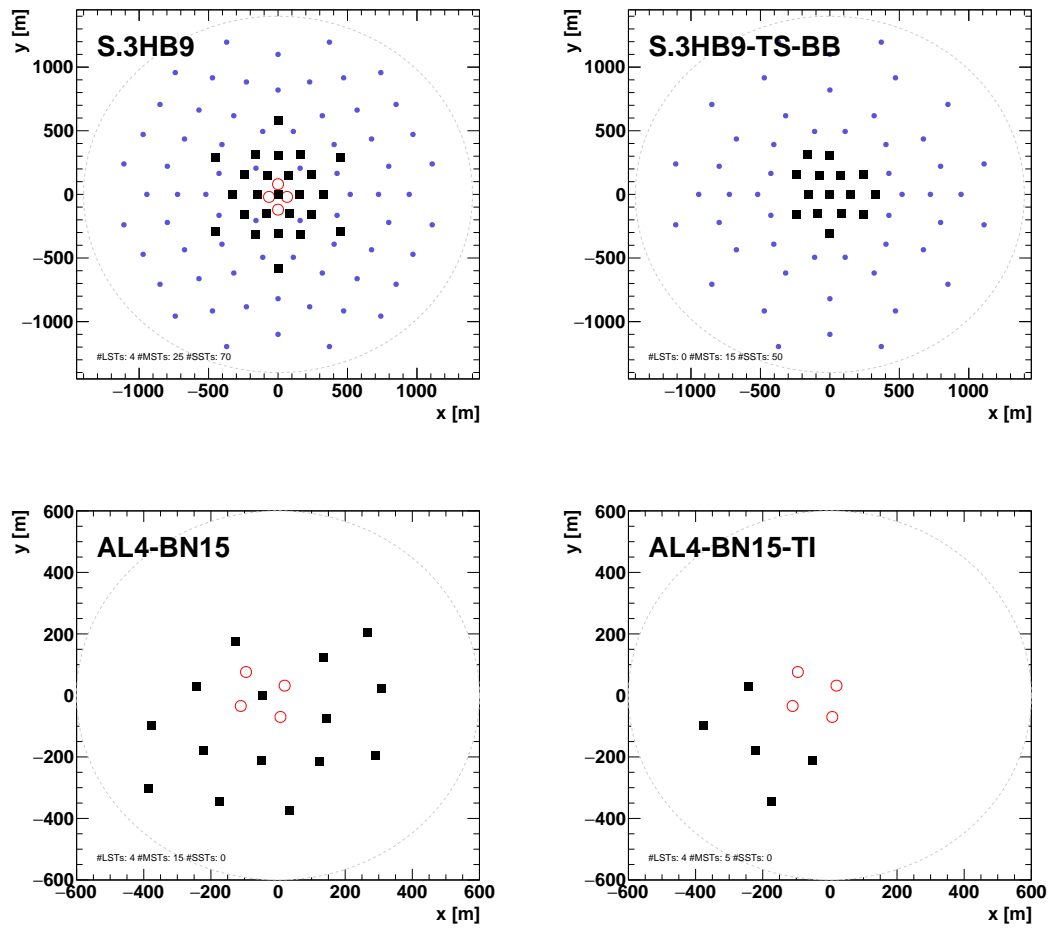 y [m]
S.3HB9
1000
500
0
−500
−1000
#LSTs: 4 #MSTs: 25 #SSTs: 70
−1000 −500 0 500 1000
x [m]
y [m]
S.3HB9-TS-BB
1000
500
0
−500
−1000
#LSTs: 0 #MSTs: 15 #SSTs: 50
−1000 −500 0 500 1000
x [m]
y [m]
600
AL4-BN15
400
200
0
−200
−400
#LSTs: 4 #MSTs: 15 #SSTs: 0
−600
−600 −400 −200 0 200 400 600
x [m]
y [m]
600
AL4-BN15-TI
400
200
0
−200
−400
#LSTs: 4 #MSTs: 5 #SSTs: 0
−600
−600 −400 −200 0 200 400 600
x [m]